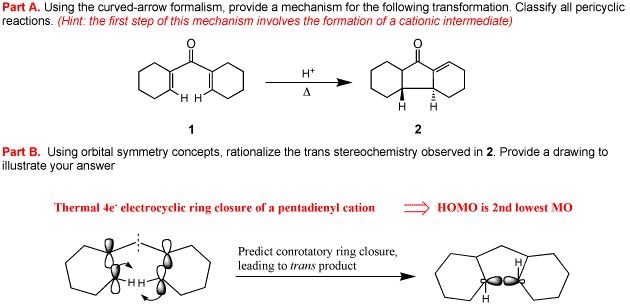 Part A. Using the curved-arrow formalism, provide a mechanism for the following transformation. Classify all pericyclic
reactions. (Hint: the first step of this mechanism involves the formation of a cationic intermediate)
O
O
H+
Δ
H H
H H
1
2
Part B. Using orbital symmetry concepts, rationalize the trans stereochemistry observed in 2. Provide a drawing to
illustrate your answer
Thermal 4e- electrocyclic ring closure of a pentadienyl cation
HOMO is 2nd lowest MO
Predict conrotatory ring closure,
leading to trans product
H H
H
H